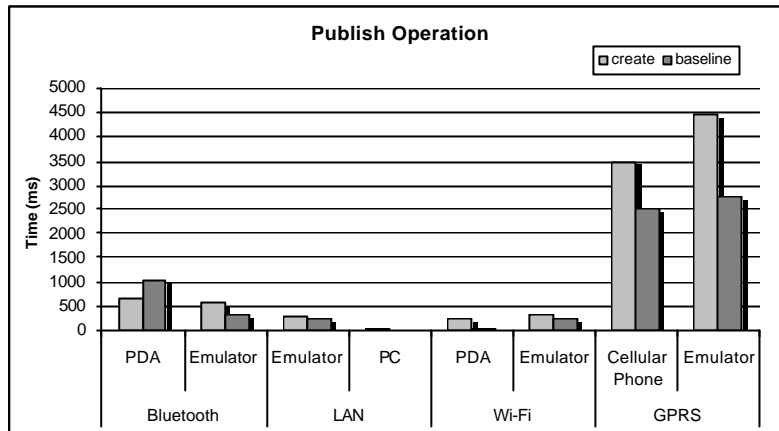 Publish Operation
create baseline
5000
4500
4000
3500
3000
2500
2000
1500
1000
500
0
Time (ms)
PDA Emulator Emulator PC PDA Emulator Cellular Phone Emulator
Bluetooth LAN Wi-Fi GPRS